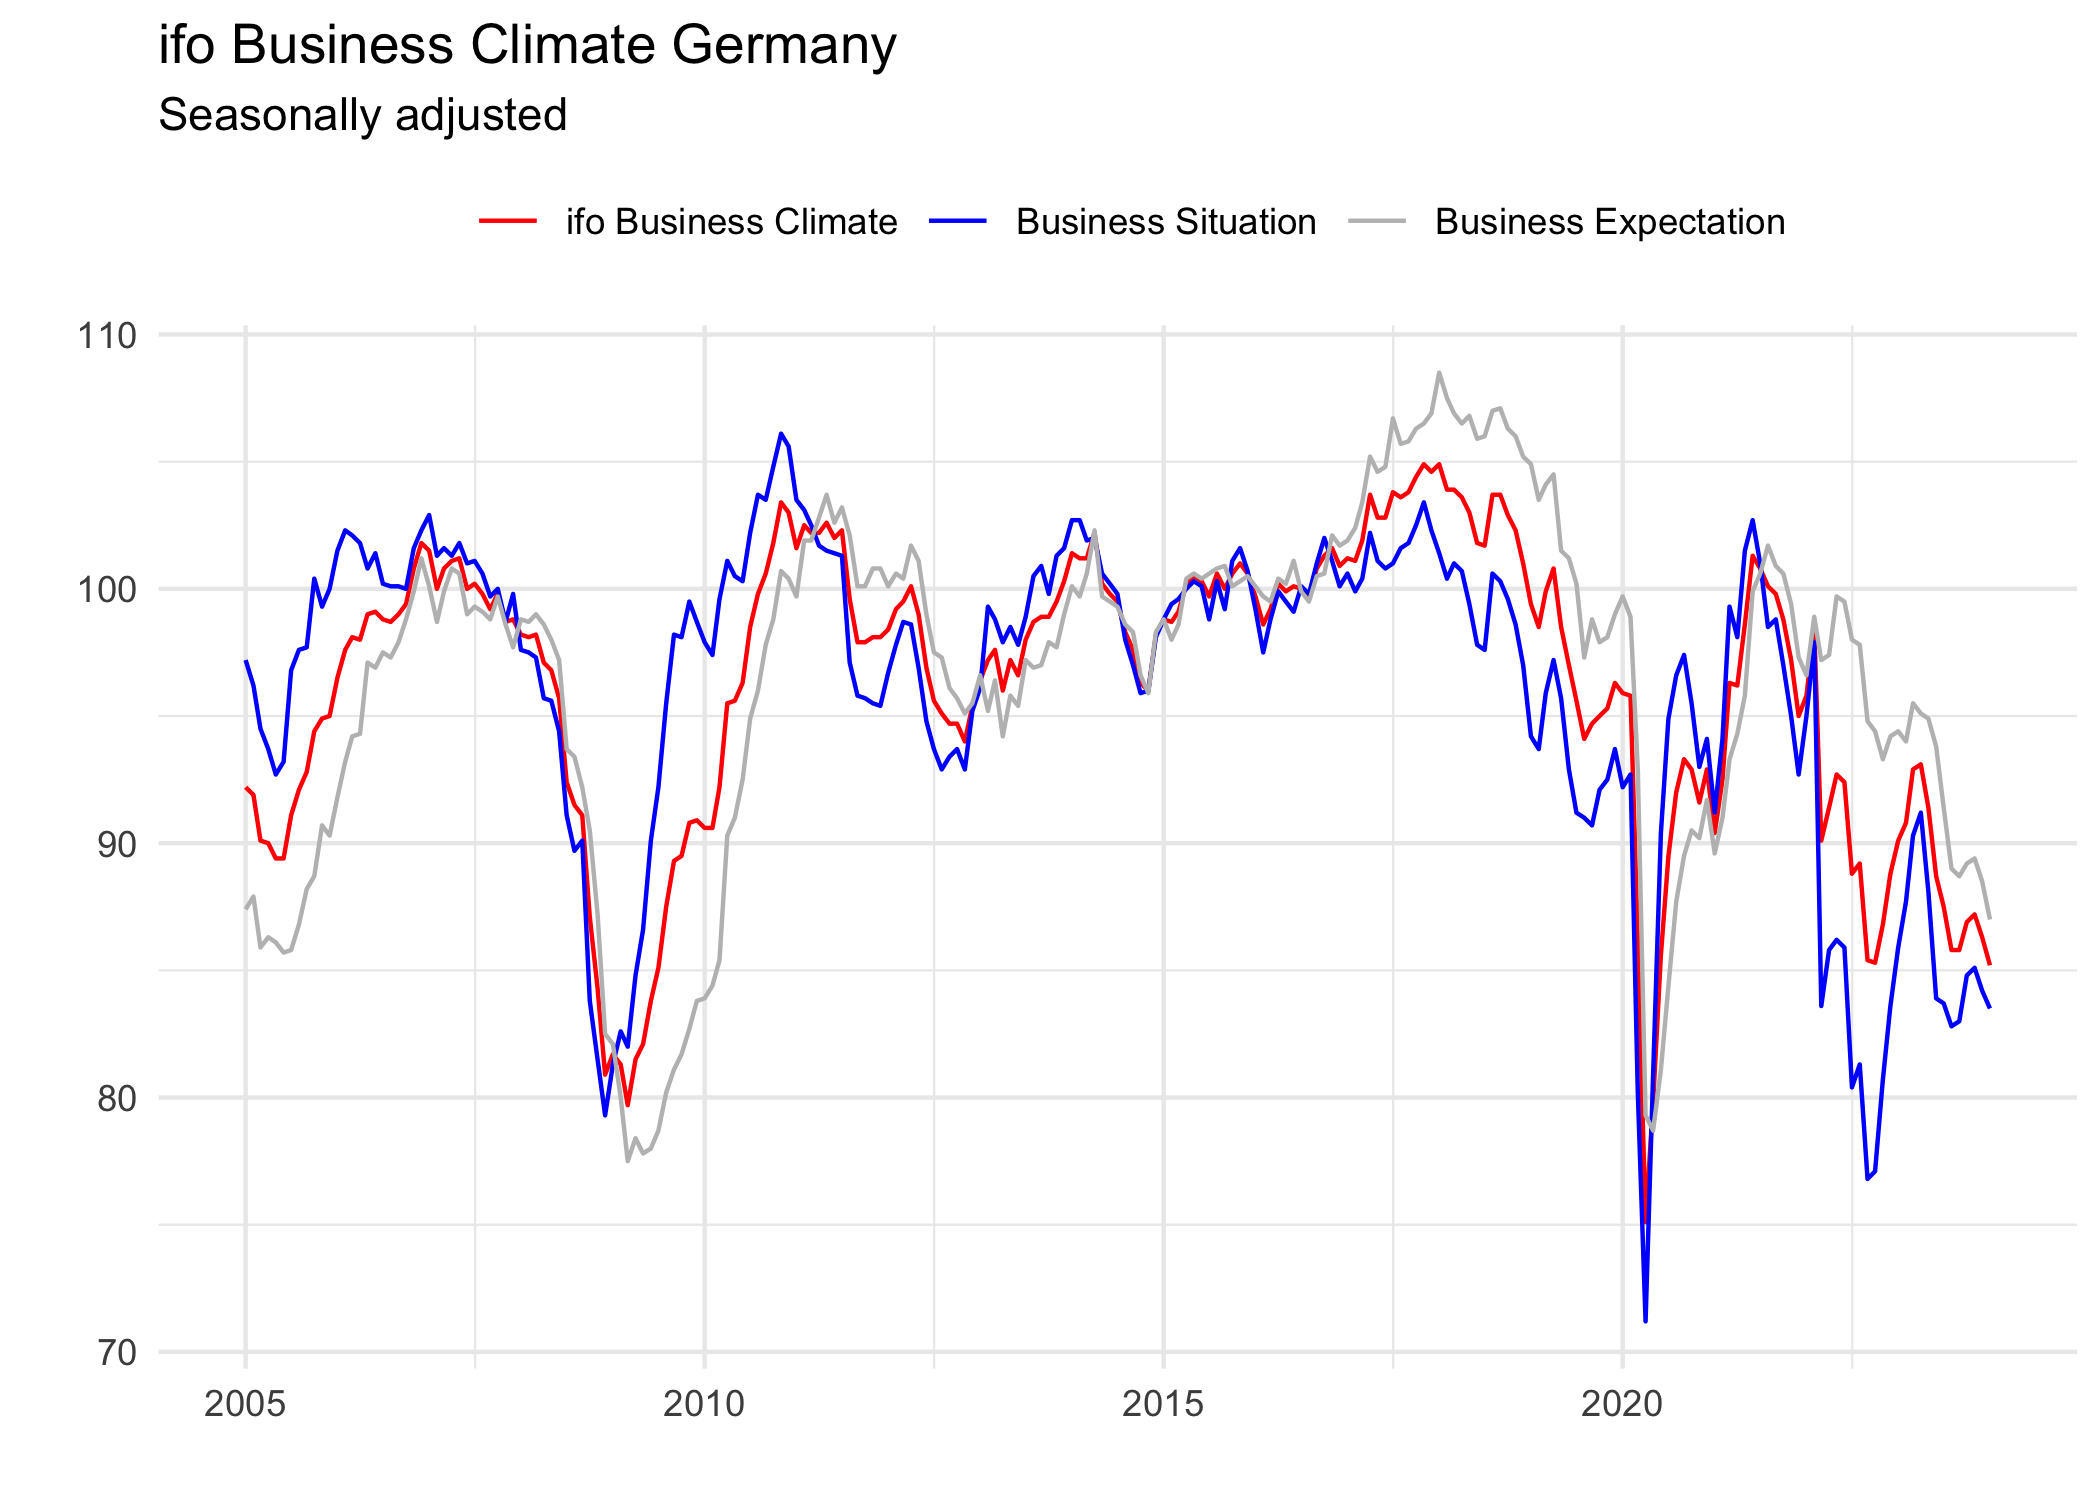 ifo Business Climate Germany
Seasonally adjusted
ifo Business Climate Business Situation Business Expectation
110
100
90
80
70
2005 2010 2015 2020